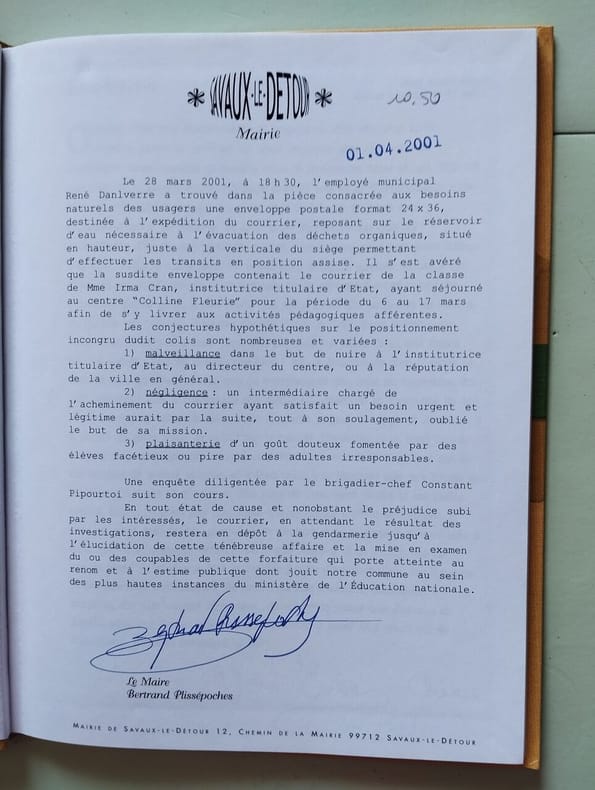 * SAVAUX-LE-DETOUR *
10,50
Mairie
01.04.2001
Le 28 mars 2001, à 18 h 30, l'employé municipal
René Danlverre a trouvé dans la pièce consacrée aux besoins
naturels des usagers une enveloppe postale format 24 x 36,
destinée à l'expédition du courrier, reposant sur le réservoir
d'eau nécessaire à l'évacuation des déchets organiques, situé
en hauteur, juste à la verticale du siège permettant
d'effectuer les transits en position assise. Il s'est avéré
que la susdite enveloppe contenait le courrier de la classe
de Mme Irma Cran, institutrice titulaire d'Etat, ayant séjourné
au centre "Colline Fleurie" pour la période du 6 au 17 mars
afin de s'y livrer aux activités pédagogiques afférentes.
Les conjectures hypothétiques sur le positionnement
incongru dudit colis sont nombreuses et variées :
1) malveillance dans le but de nuire à l'institutrice
titulaire d'Etat, au directeur du centre, ou à la réputation
de la ville en général.
2) négligence : un intermédiaire chargé de
l'acheminement du courrier ayant satisfait un besoin urgent et
légitime aurait par la suite, tout à son soulagement, oublié
le but de sa mission.
3) plaisanterie d'un goût douteux fomentée par des
élèves facétieux ou pire par des adultes irresponsables.
Une enquête diligentée par le brigadier-chef Constant
Pipourtoi suit son cours.
En tout état de cause et nonobstant le préjudice subi
par les intéressés, le courrier, en attendant le résultat des
investigations, restera en dépôt à la gendarmerie jusqu'à
l'élucidation de cette ténébreuse affaire et la mise en examen
du ou des coupables de cette forfaiture qui porte atteinte au
renom et à l'estime publique dont jouit notre commune au sein
des plus hautes instances du ministère de l'Éducation nationale.
Le Maire
Bertrand Plissépoches
MAIRIE DE SAVAUX-LE-DÉTOUR 12, CHEMIN DE LA MAIRIE 99712 SAVAUX-LE-DÉTOUR